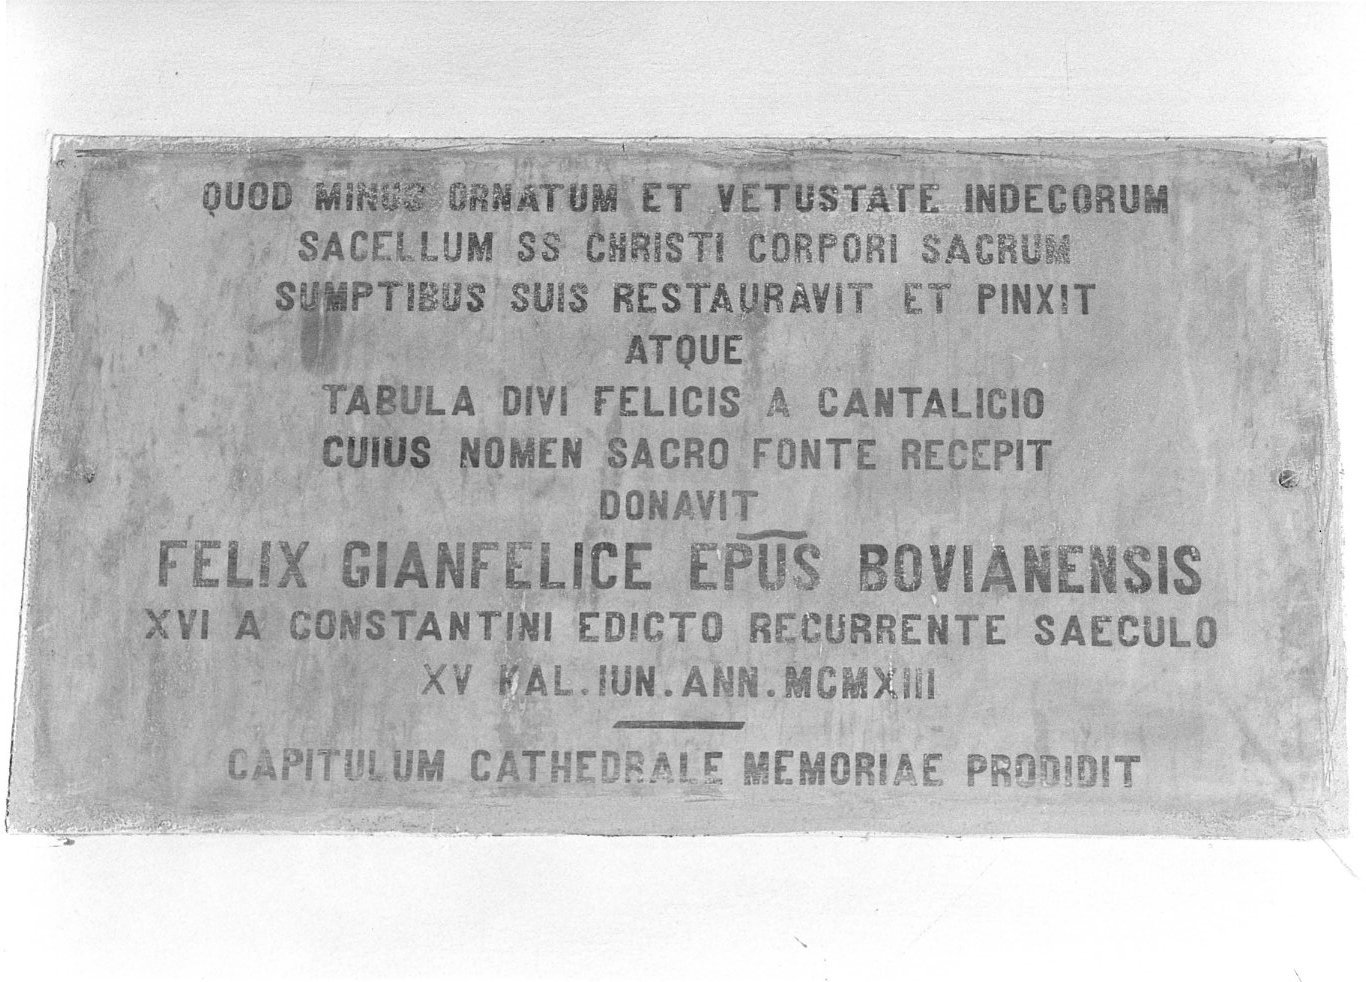 QUOD MINUS ORNATUM ET VETUSTATE INDECORUM
SACELLUM SS CHRISTI CORPORI SACRUM
SUMPTIBUS SUIS RESTAURAVIT ET PINXIT
ATQUE
TABULA DIVI FELICIS A CANTALICIO
CUIUS NOMEN SACRO FONTE RECEPIT
DONAVIT
FELIX GIANFELICE EPŪS BOVIANENSIS
XVI A CONSTANTINI EDICTO RECURRENTE SAECULO
XV KAL. IUN. ANN. MCMXIII
CAPITULUM CATHEDRALE MEMORIAE PRODIDIT